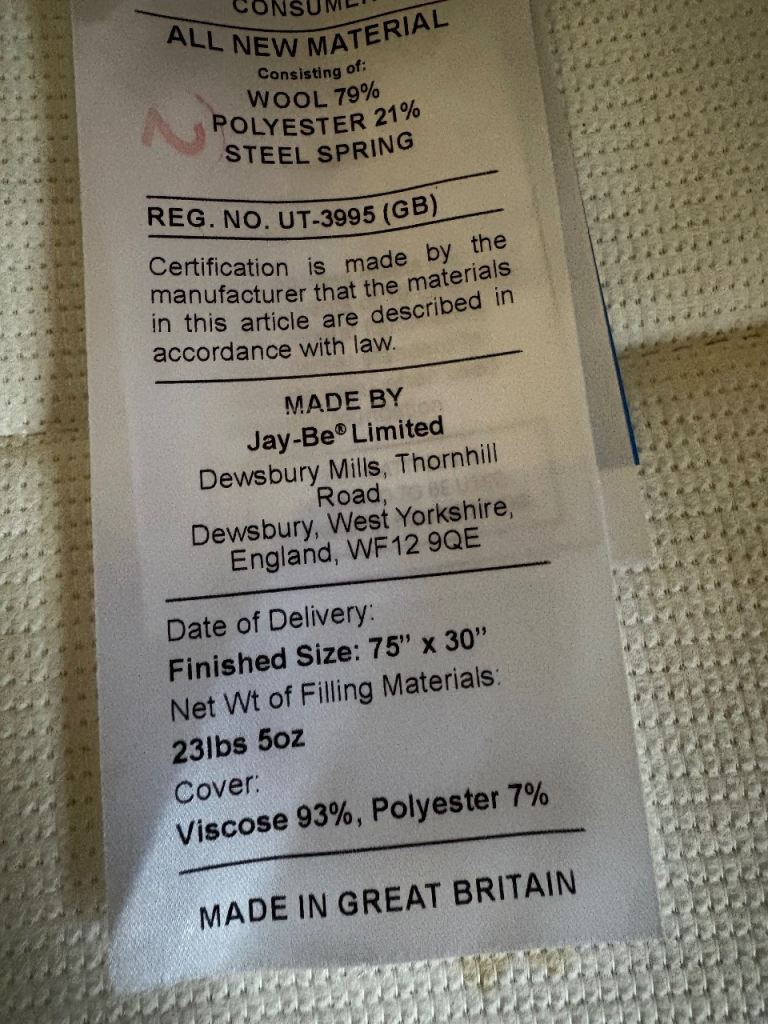 CONSUMER
ALL NEW MATERIAL
Consisting of:
WOOL 79%
POLYESTER 21%
STEEL SPRING
REG. NO. UT-3995 (GB)
Certification is made by the
manufacturer that the materials
in this article are described in
accordance with law.
MADE BY
Jay-Be® Limited
Dewsbury Mills, Thornhill
Road,
Dewsbury, West Yorkshire,
England, WF12 9QE
Date of Delivery:
Finished Size: 75” x 30”
Net Wt of Filling Materials:
23lbs 5oz
Cover:
Viscose 93%, Polyester 7%
MADE IN GREAT BRITAIN